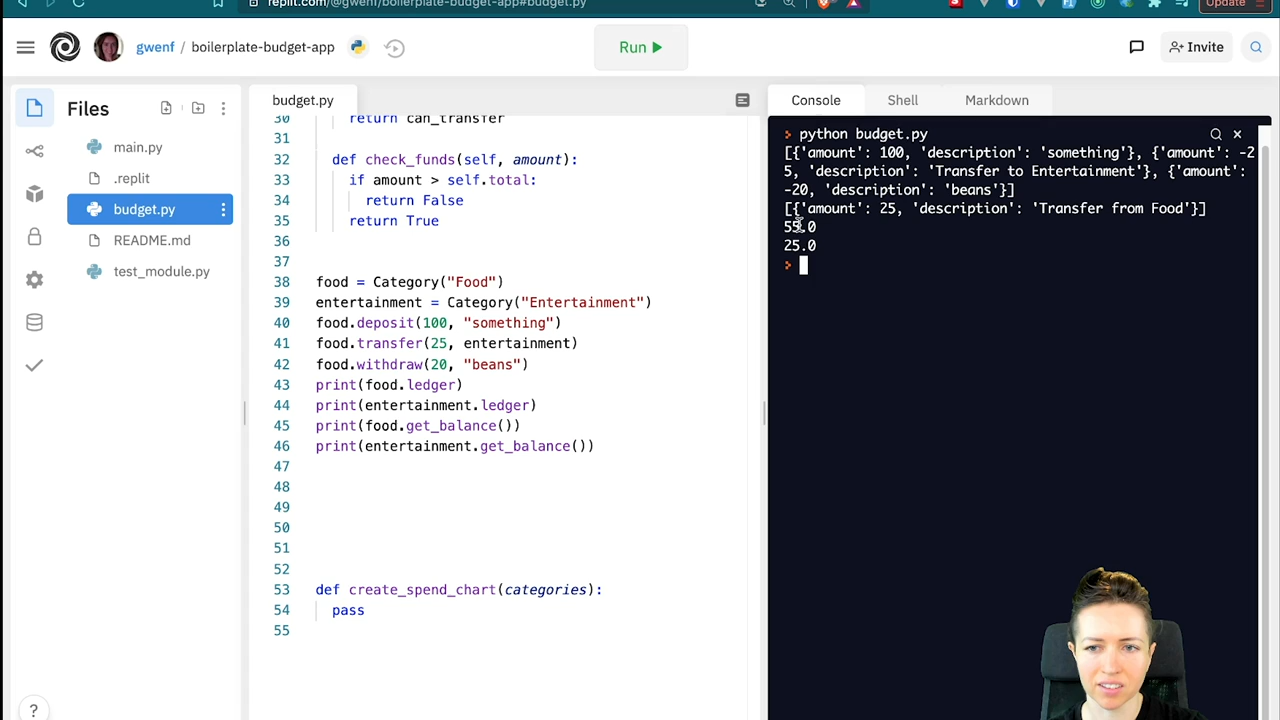 replit.com/@gwenf/boilerplate-budget-app#budget.py
Update
gwenf / boilerplate-budget-app
Run
Invite
Files
budget.py
Console
Shell
Markdown
main.py
.replit
budget.py
README.md
test_module.py
30 return can_transfer
31
32 def check_funds(self, amount):
33 if amount > self.total:
34 return False
35 return True
36
37
38 food = Category("Food")
39 entertainment = Category("Entertainment")
40 food.deposit(100, "something")
41 food.transfer(25, entertainment)
42 food.withdraw(20, "beans")
43 print(food.ledger)
44 print(entertainment.ledger)
45 print(food.get_balance())
46 print(entertainment.get_balance())
47
48
49
50
51
52
53 def create_spend_chart(categories):
54 pass
55
python budget.py
[{'amount': 100, 'description': 'something'}, {'amount': -2
5, 'description': 'Transfer to Entertainment'}, {'amount':
-20, 'description': 'beans'}]
[{'amount': 25, 'description': 'Transfer from Food'}]
55.0
25.0
?